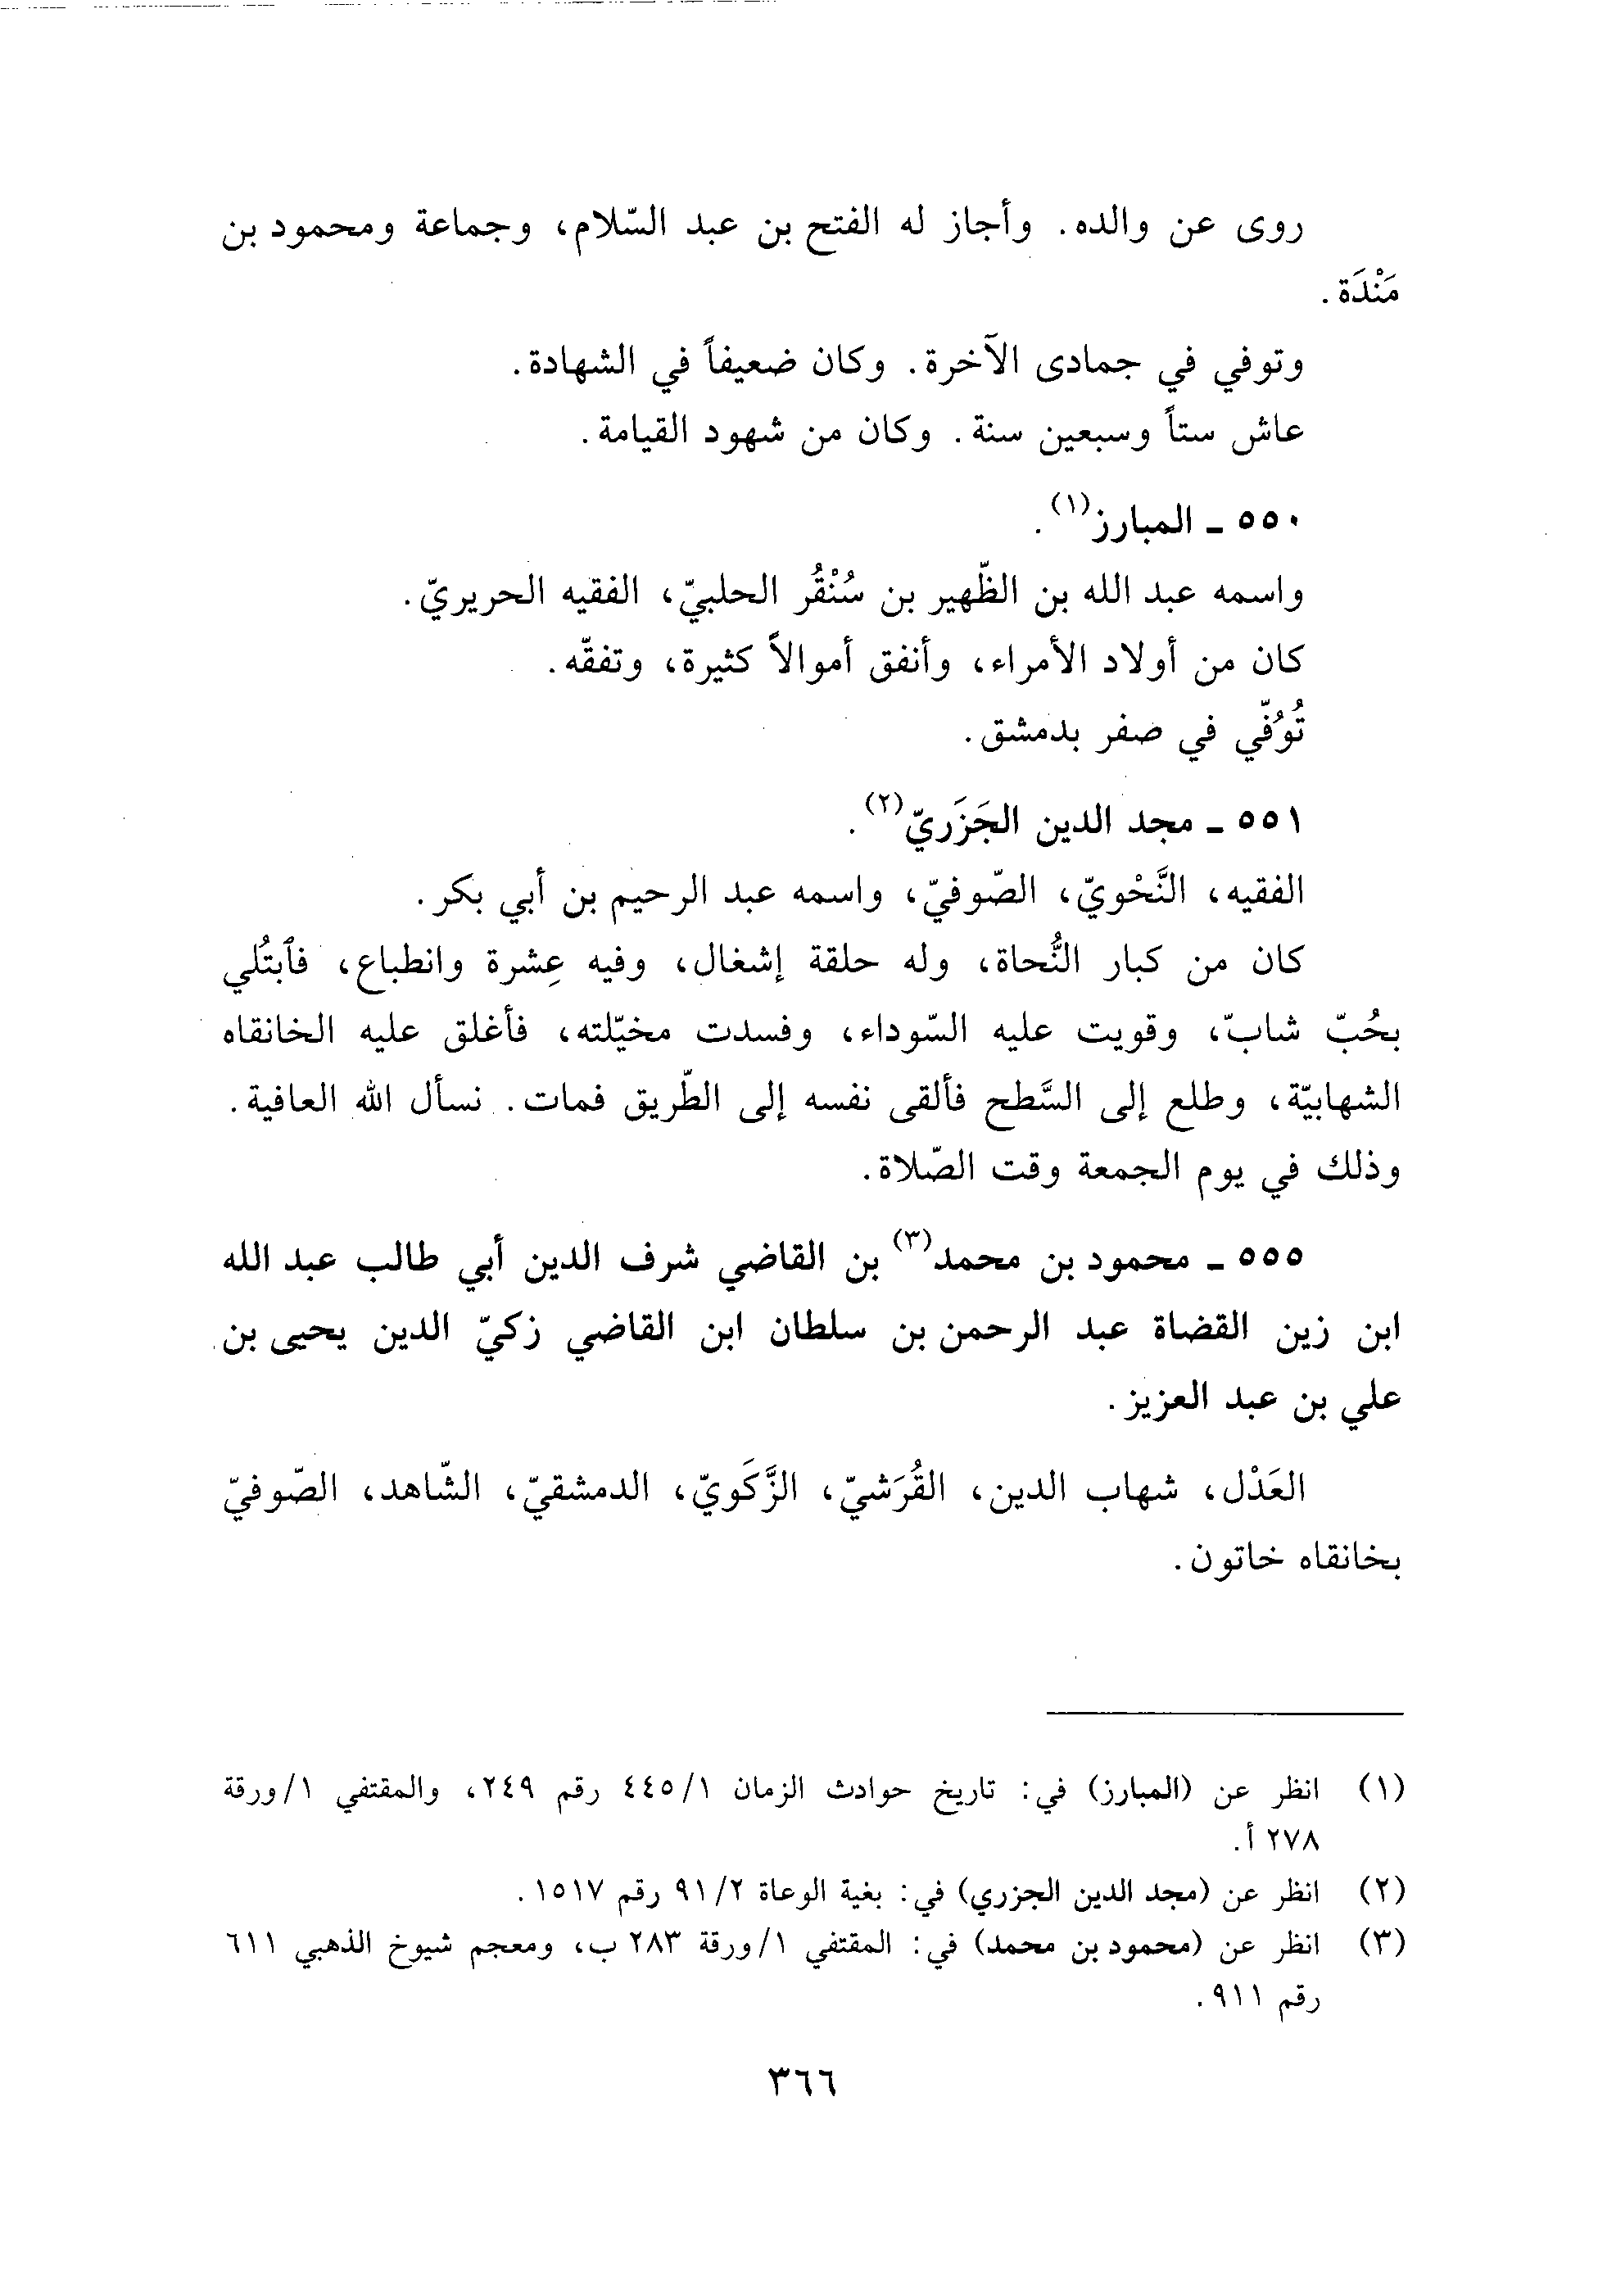 روى عن والده. وأجاز له الفتح بن عبد السّلام، وجماعة ومحمود بن
مَنْدَة.
وتوفي في جمادى الآخرة. وكان ضعيفاً في الشهادة.
عاش ستاً وسبعين سنة. وكان من شهود القيامة.
٥٥٠ ـ المبارز(١).
واسمه عبد الله بن الظّهير بن سُنْقُر الحلبيّ، الفقيه الحريريّ.
كان من أولاد الأمراء، وأنفق أموالاً كثيرة، وتفقّه.
تُوُفّي في صفر بدمشق.
٥٥١ ـ مجد الدين الجَزَريّ(٢).
الفقيه، النَّحْويّ، الصّوفيّ، واسمه عبد الرحيم بن أبي بكر.
كان من كبار النُّحاة، وله حلقة إشغال، وفيه عِشرة وانطباع، فٱبتُلي
بحُبّ شابّ، وقويت عليه السّوداء، وفسدت مخيّلته، فأغلق عليه الخانقاه
الشهابيّة، وطلع إلى السَّطح فألقى نفسه إلى الطّريق فمات. نسأل الله العافية.
وذلك في يوم الجمعة وقت الصّلاة.
٥٥٥ ـ محمود بن محمد(٣) بن القاضي شرف الدين أبي طالب عبد الله
ابن زين القضاة عبد الرحمن بن سلطان ابن القاضي زكيّ الدين يحيى بن
علي بن عبد العزيز.
العَدْل، شهاب الدين، القُرَشيّ، الزَّكَويّ، الدمشقيّ، الشّاهد، الصّوفيّ
بخانقاه خاتون.
(١) انظر عن (المبارز) في: تاريخ حوادث الزمان ٤٤٥/١ رقم ٢٤٩، والمقتفي ١/ورقة
٢٧٨ أ.
(٢) انظر عن (مجد الدين الجزري) في: بغية الوعاة ٩١/٢ رقم ١٥١٧.
(٣) انظر عن (محمود بن محمد) في: المقتفي ١/ورقة ٢٨٣ ب، ومعجم شيوخ الذهبي ٦١١
رقم ٩١١.
٣٦٦